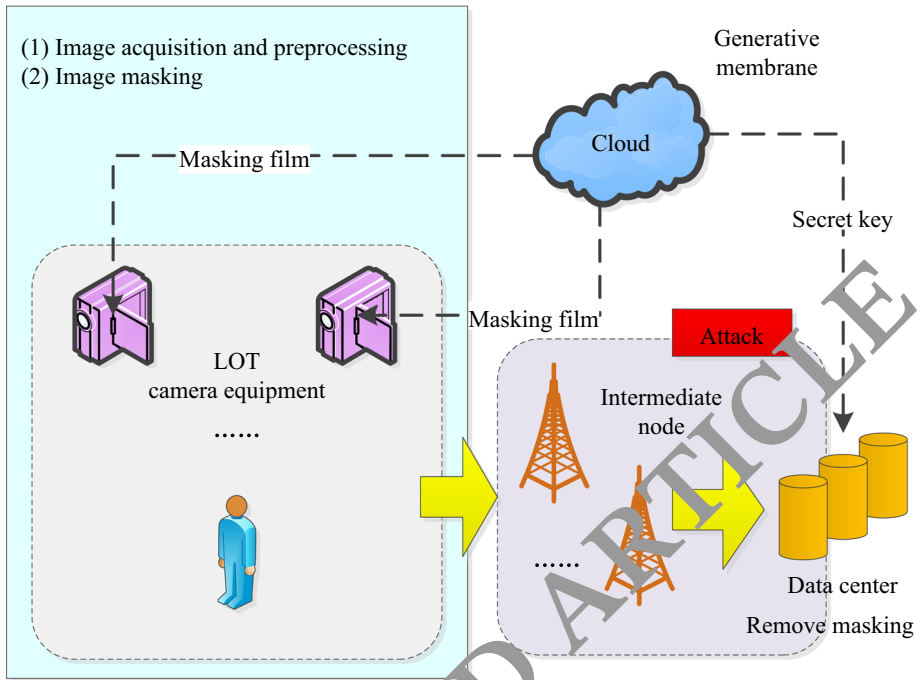 (1) Image acquisition and preprocessing
(2) Image masking
Generative
membrane
Cloud
Masking film
Secret key
Masking film
Attack
LOT
camera equipment
......
Intermediate
node
......
Data center
Remove masking
D ARTICLE